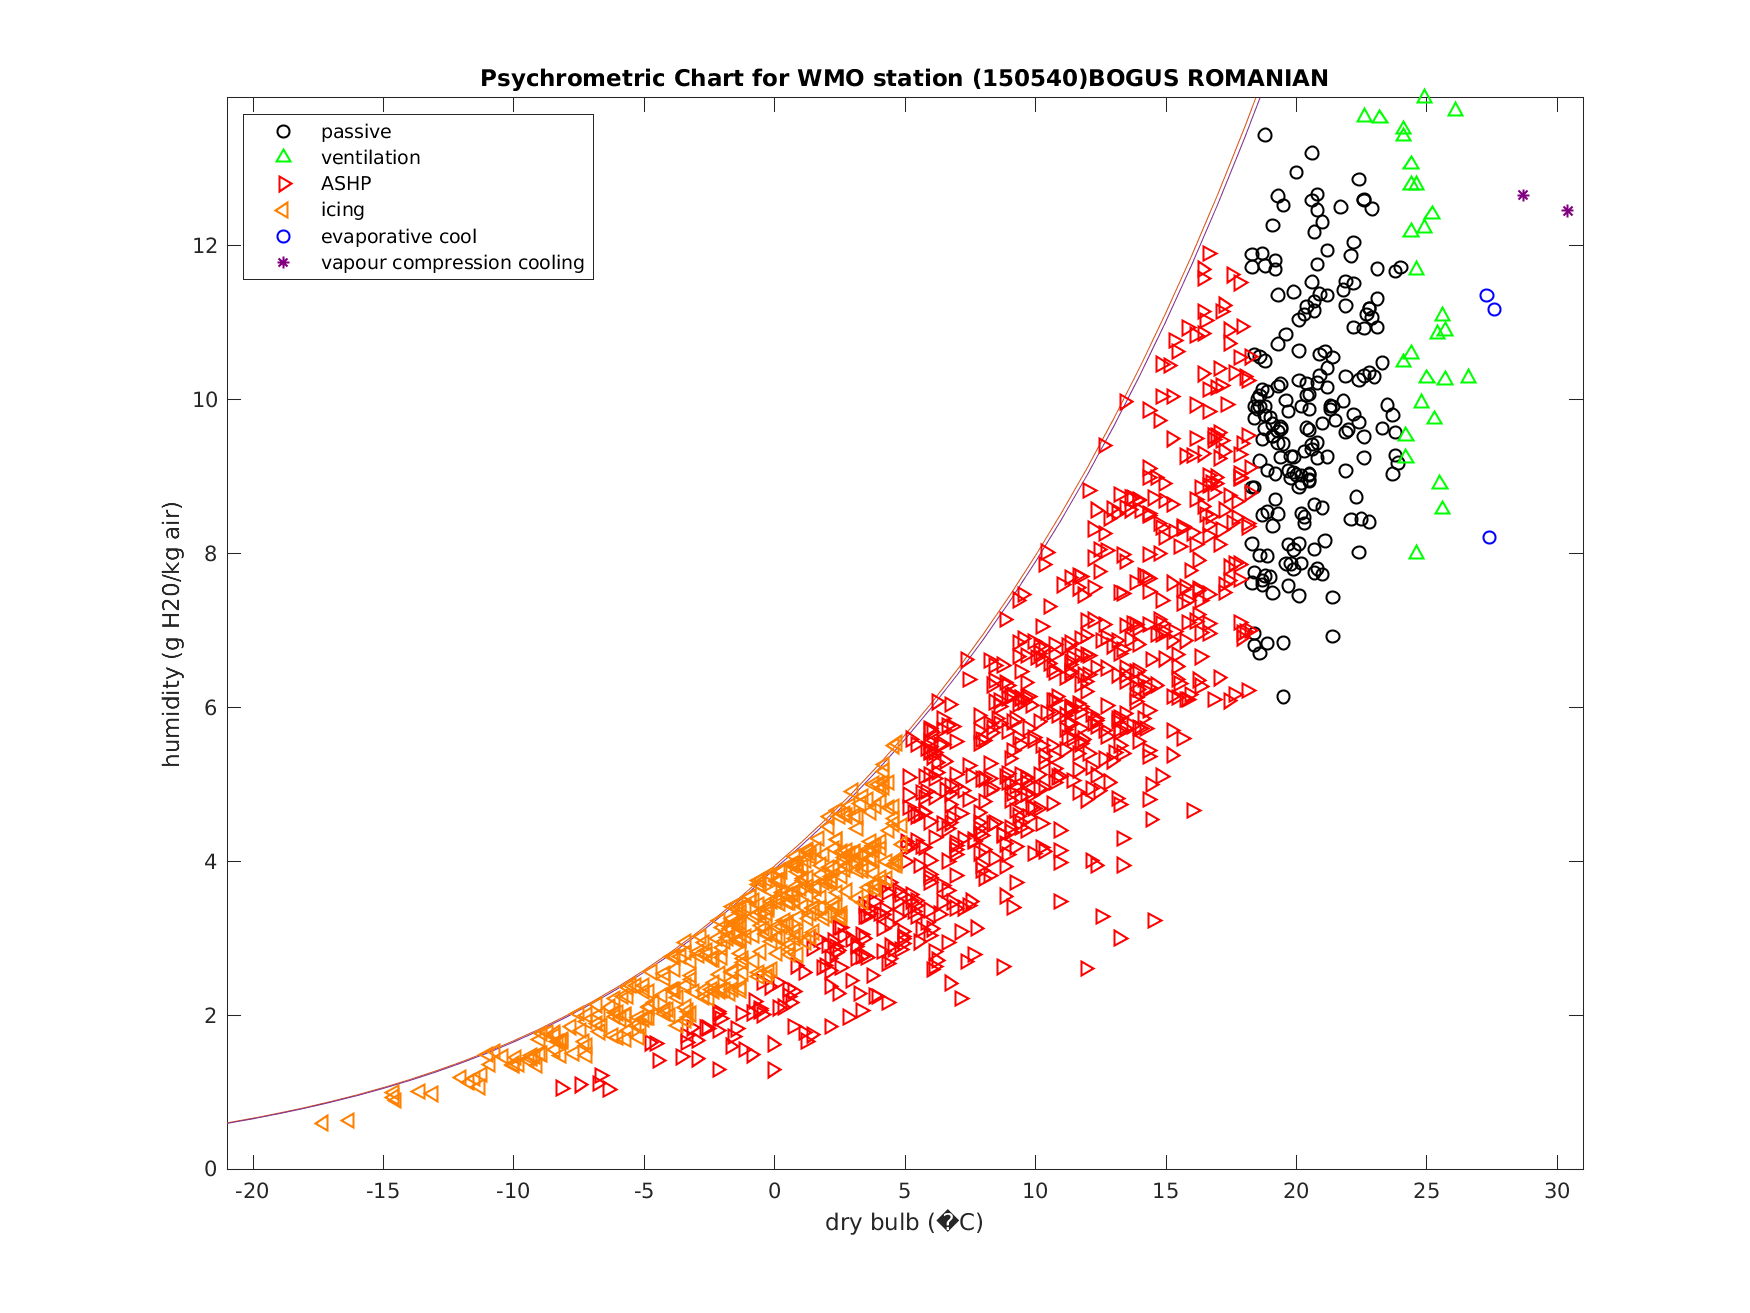 Psychrometric Chart for WMO station (150540)BOGUS ROMANIAN
passive
ventilation
ASHP
icing
evaporative cool
vapour compression cooling
humidity (g H20/kg air)
12
10
8
6
4
2
0
-20 -15 -10 -5 0 5 10 15 20 25 30
dry bulb (�C)